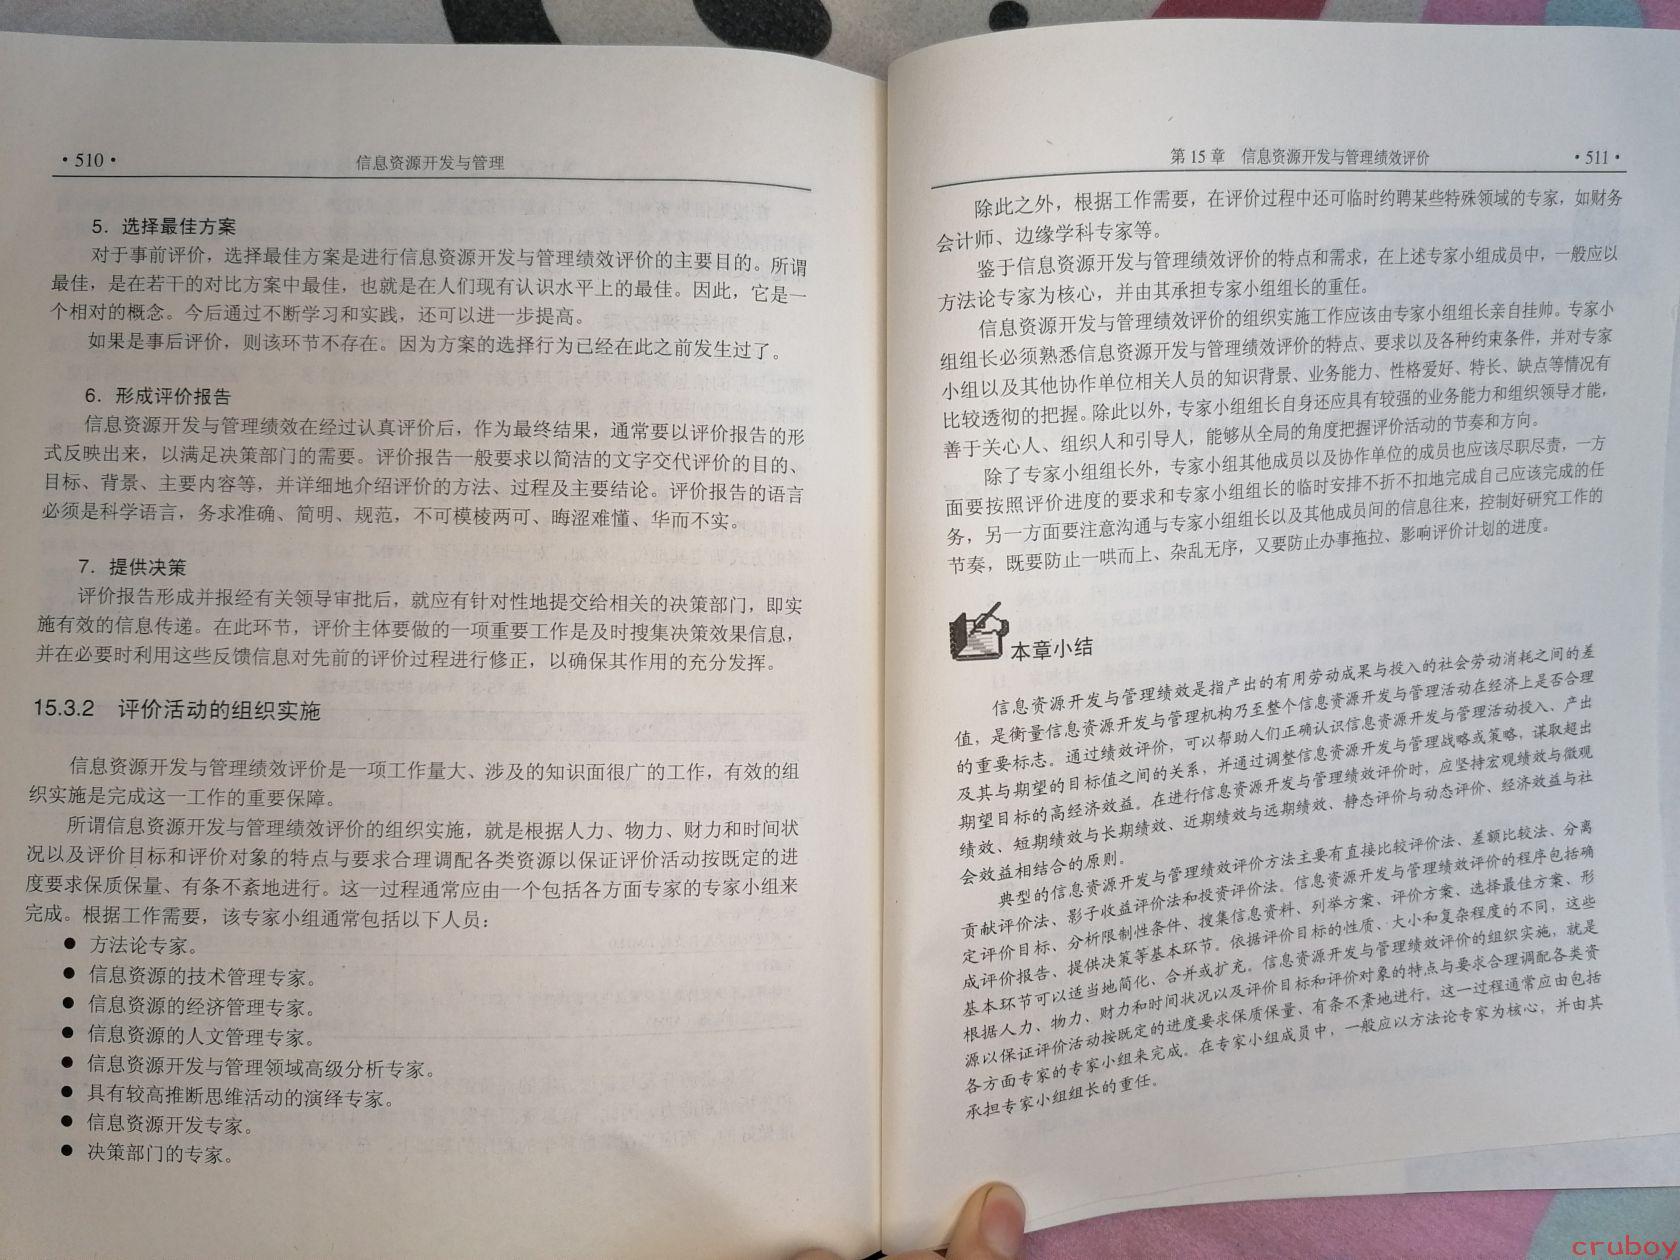 ·510·
信息资源开发与管理
5. 选择最佳方案
对于事前评价，选择最佳方案是进行信息资源开发与管理绩效评价的主要目的。所谓
最佳，是在若干的对比方案中最佳，也就是在人们现有认识水平上的最佳。因此，它是一
个相对的概念。今后通过不断学习和实践，还可以进一步提高。
如果是事后评价，则该环节不存在。因为方案的选择行为已经在此之前发生过了。
6. 形成评价报告
信息资源开发与管理绩效在经过认真评价后，作为最终结果，通常要以评价报告的形
式反映出来，以满足决策部门的需要。评价报告一般要求以简洁的文字交代评价的目的、
目标、背景、主要内容等，并详细地介绍评价的方法、过程及主要结论。评价报告的语言
必须是科学语言，务求准确、简明、规范，不可模棱两可、晦涩难懂、华而不实。
7. 提供决策
评价报告形成并报经有关领导审批后，就应有针对性地提交给相关的决策部门，即实
施有效的信息传递。在此环节，评价主体要做的一项重要工作是及时搜集决策效果信息，
并在必要时利用这些反馈信息对先前的评价过程进行修正，以确保其作用的充分发挥。
15.3.2 评价活动的组织实施
信息资源开发与管理绩效评价是一项工作量大、涉及的知识面很广的工作，有效的组
织实施是完成这一工作的重要保障。
所谓信息资源开发与管理绩效评价的组织实施，就是根据人力、物力、财力和时间状
况以及评价目标和评价对象的特点与要求合理调配各类资源以保证评价活动按既定的进
度要求保质保量、有条不紊地进行。这一过程通常应由一个包括各方面专家的专家小组来
完成。根据工作需要，该专家小组通常包括以下人员：
● 方法论专家。
● 信息资源的技术管理专家。
● 信息资源的经济管理专家。
● 信息资源的人文管理专家。
● 信息资源开发与管理领域高级分析专家。
● 具有较高推断思维活动的演绎专家。
● 信息资源开发专家。
● 决策部门的专家。
第 15 章 信息资源开发与管理绩效评价
·511·
除此之外，根据工作需要，在评价过程中还可临时约聘某些特殊领域的专家，如财务
会计师、边缘学科专家等。
鉴于信息资源开发与管理绩效评价的特点和需求，在上述专家小组成员中，一般应以
方法论专家为核心，并由其承担专家小组组长的重任。
信息资源开发与管理绩效评价的组织实施工作应该由专家小组组长亲自挂帅。专家小
组组长必须熟悉信息资源开发与管理绩效评价的特点、要求以及各种约束条件，并对专家
小组以及其他协作单位相关人员的知识背景、业务能力、性格爱好、特长、缺点等情况有
比较透彻的把握。除此以外，专家小组组长自身还应具有较强的业务能力和组织领导才能，
善于关心人、组织人和引导人，能够从全局的角度把握评价活动的节奏和方向。
除了专家小组组长外，专家小组其他成员以及协作单位的成员也应该尽职尽责，一方
面要按照评价进度的要求和专家小组组长的临时安排不折不扣地完成自己应该完成的任
务，另一方面要注意沟通与专家小组组长以及其他成员间的信息往来，控制好研究工作的
节奏，既要防止一哄而上、杂乱无序，又要防止办事拖拉、影响评价计划的进度。
本章小结
信息资源开发与管理绩效是指产出的有用劳动成果与投入的社会劳动消耗之间的差
值，是衡量信息资源开发与管理机构乃至整个信息资源开发与管理活动在经济上是否合理
的重要标志。通过绩效评价，可以帮助人们正确认识信息资源开发与管理活动投入、产出
及其与期望的目标值之间的关系，并通过调整信息资源开发与管理战略或策略，谋取超出
期望目标的高经济效益。在进行信息资源开发与管理绩效评价时，应坚持宏观绩效与微观
绩效、短期绩效与长期绩效、近期绩效与远期绩效、静态评价与动态评价、经济效益与社
会效益相结合的原则。
典型的信息资源开发与管理绩效评价方法主要有直接比较评价法、差额比较法、分离
贡献评价法、影子收益评价法和投资评价法。信息资源开发与管理绩效评价的程序包括确
定评价目标、分析限制性条件、搜集信息资料、列举方案、评价方案、选择最佳方案、形
成评价报告、提供决策等基本环节。依据评价目标的性质、大小和复杂程度的不同，这些
基本环节可以适当地简化、合并或扩充。信息资源开发与管理绩效评价的组织实施，就是
根据人力、物力、财力和时间状况以及评价目标和评价对象的特点与要求合理调配各类资
源以保证评价活动按既定的进度要求保质保量、有条不紊地进行。这一过程通常应由包括
各方面专家的专家小组来完成。在专家小组成员中，一般应以方法论专家为核心，并由其
承担专家小组组长的重任。
cruboy